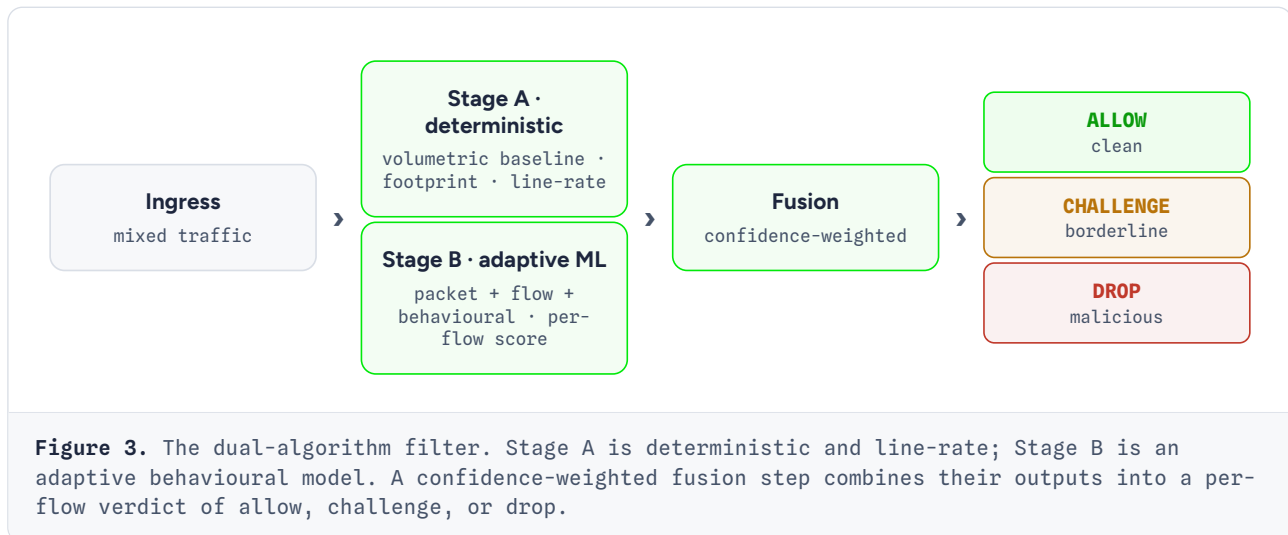 Ingress
mixed traffic
›
Stage A ·
deterministic
volumetric baseline ·
footprint · line-rate
Stage B · adaptive ML
packet + flow +
behavioural · per-
flow score
›
Fusion
confidence-weighted
›
ALLOW
clean
CHALLENGE
borderline
DROP
malicious
Figure 3. The dual-algorithm filter. Stage A is deterministic and line-rate; Stage B is an
adaptive behavioural model. A confidence-weighted fusion step combines their outputs into a per-
flow verdict of allow, challenge, or drop.